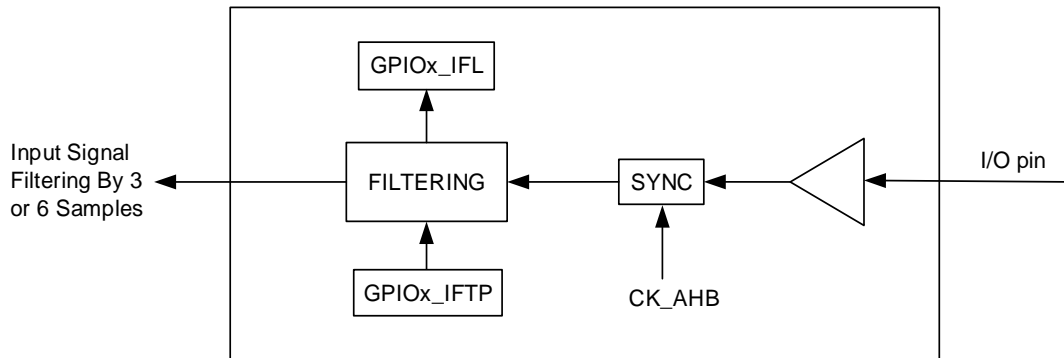 GPIOx_IFL
Input Signal
Filtering By 3
or 6 Samples
FILTERING
SYNC
I/O pin
GPIOx_IFTP
CK_AHB